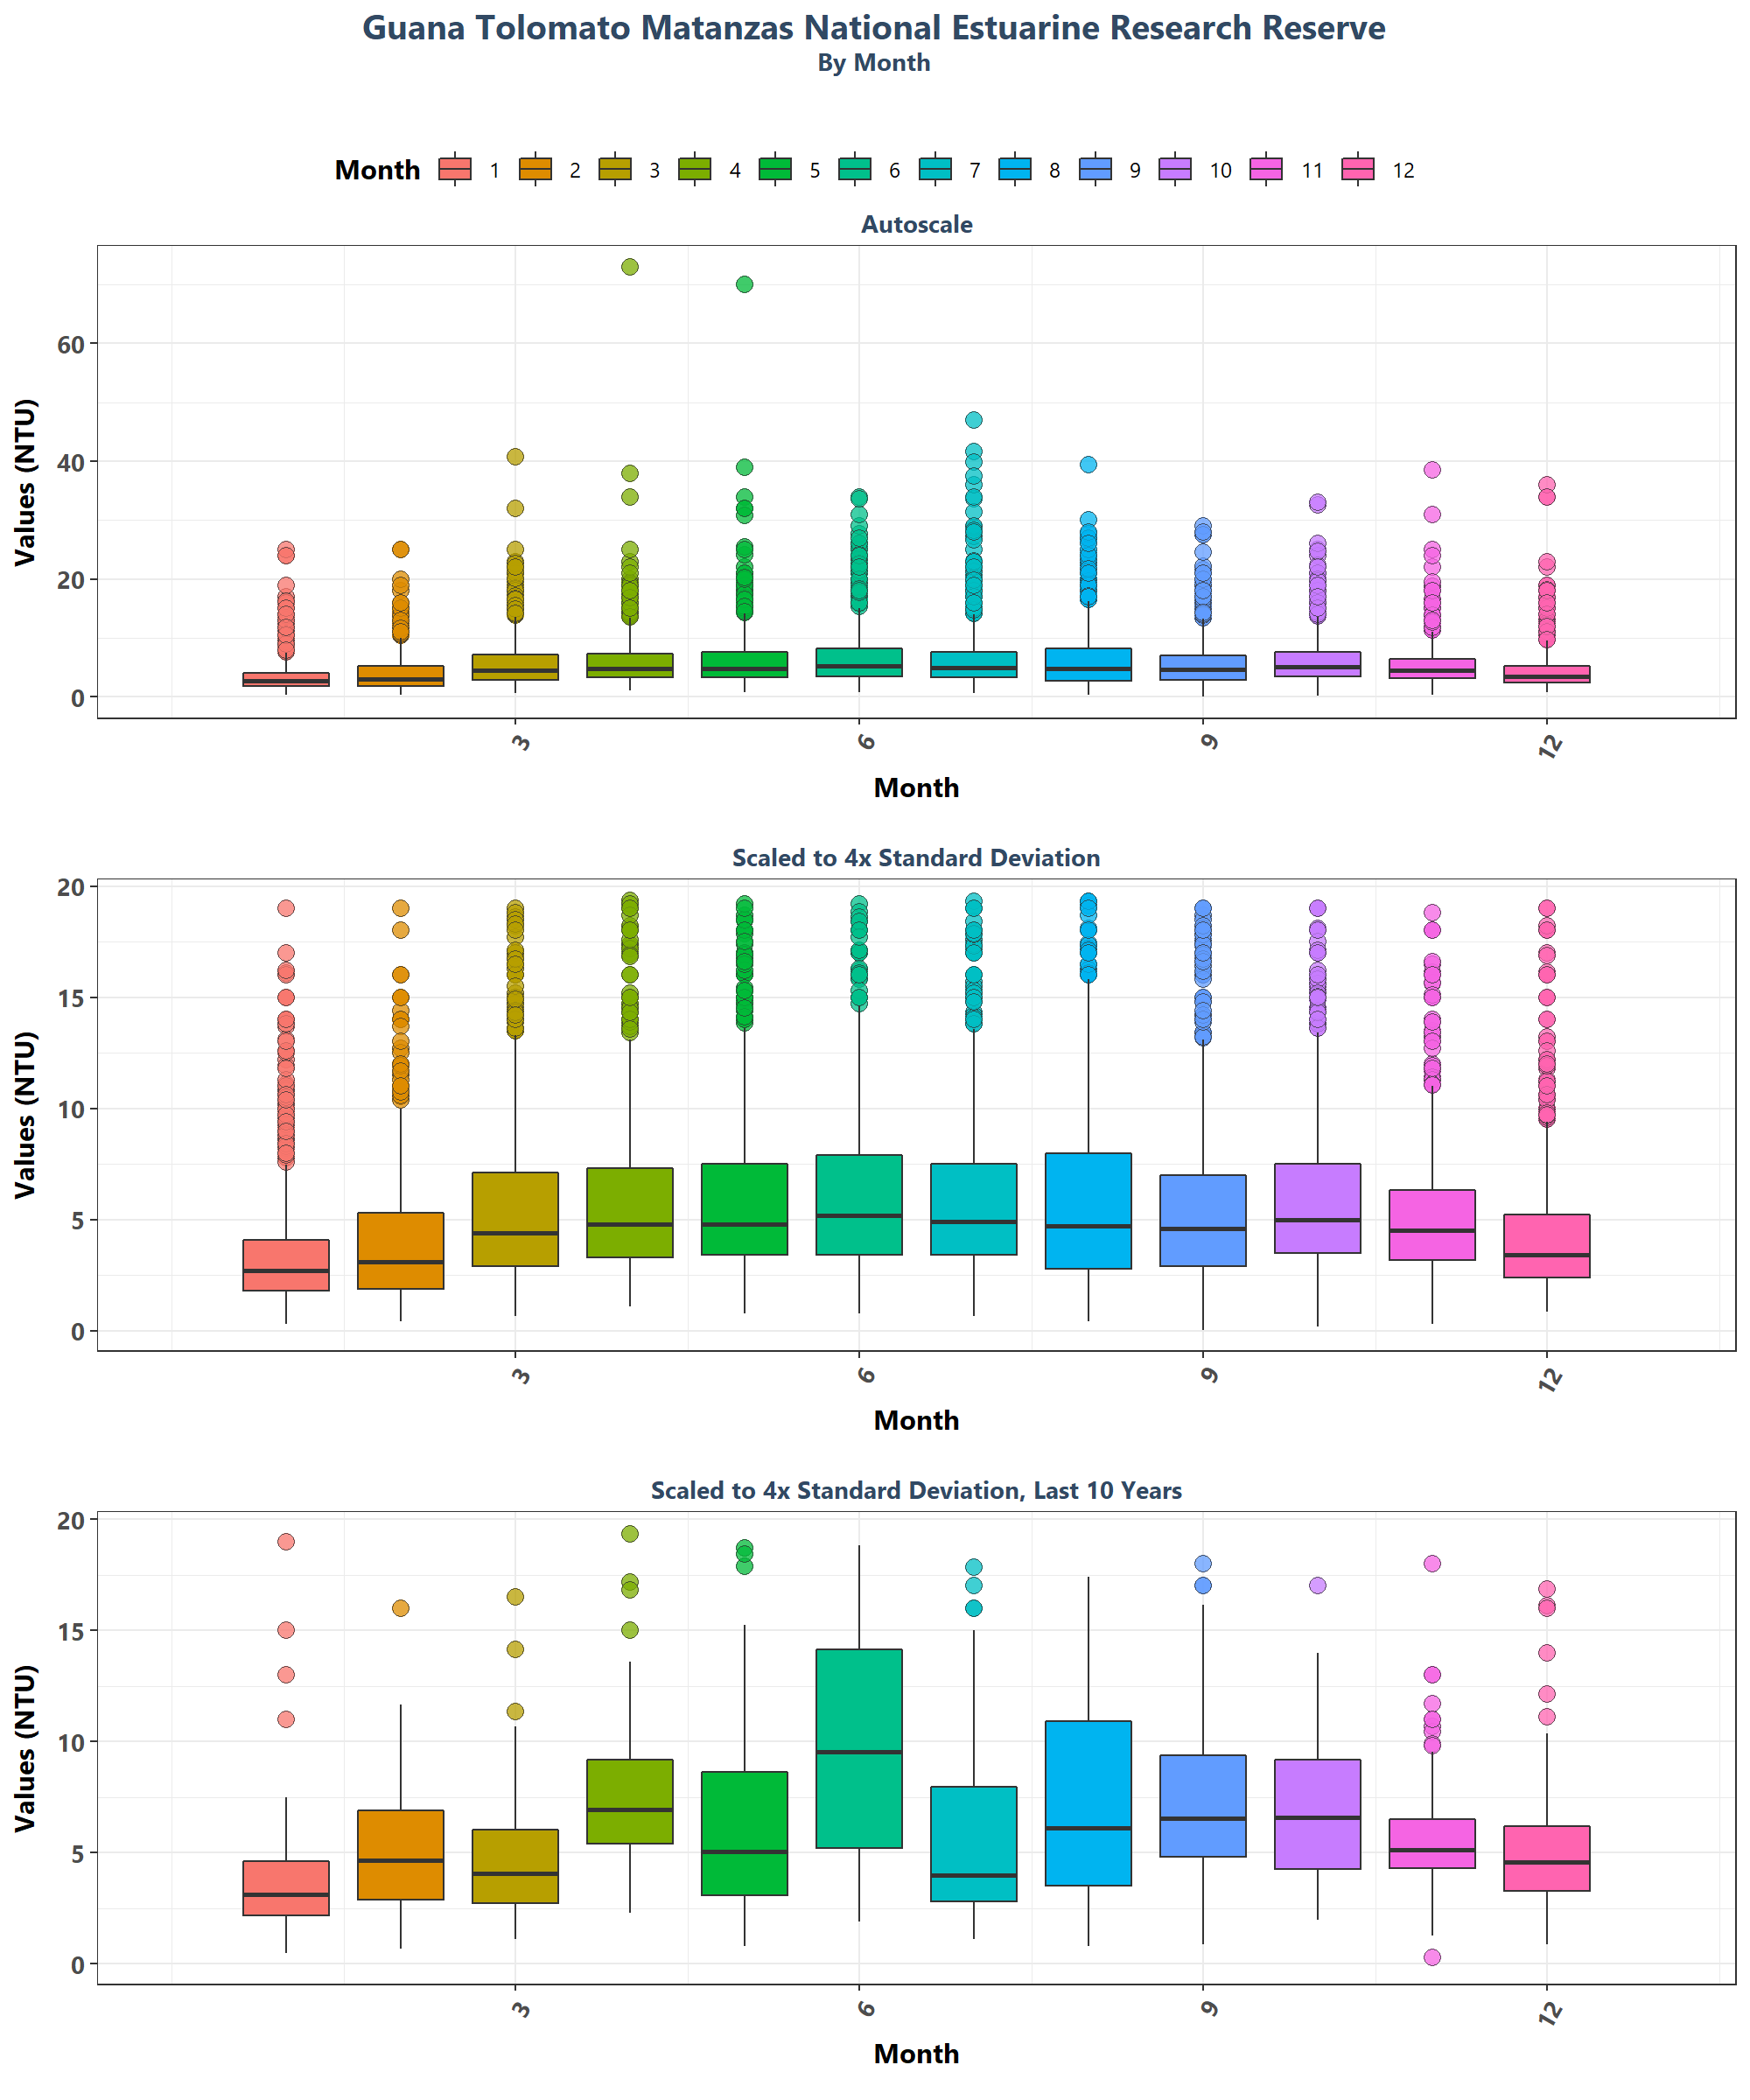 Guana Tolomato Matanzas National Estuarine Research Reserve
By Month
Month 1 2 3 4 5 6 7 8 9 10 11 12
Autoscale
Values (NTU)
60
40
20
0
3 6 9 12
Month
Scaled to 4x Standard Deviation
Values (NTU)
20
15
10
5
0
3 6 9 12
Month
Scaled to 4x Standard Deviation, Last 10 Years
Values (NTU)
20
15
10
5
0
3 6 9 12
Month